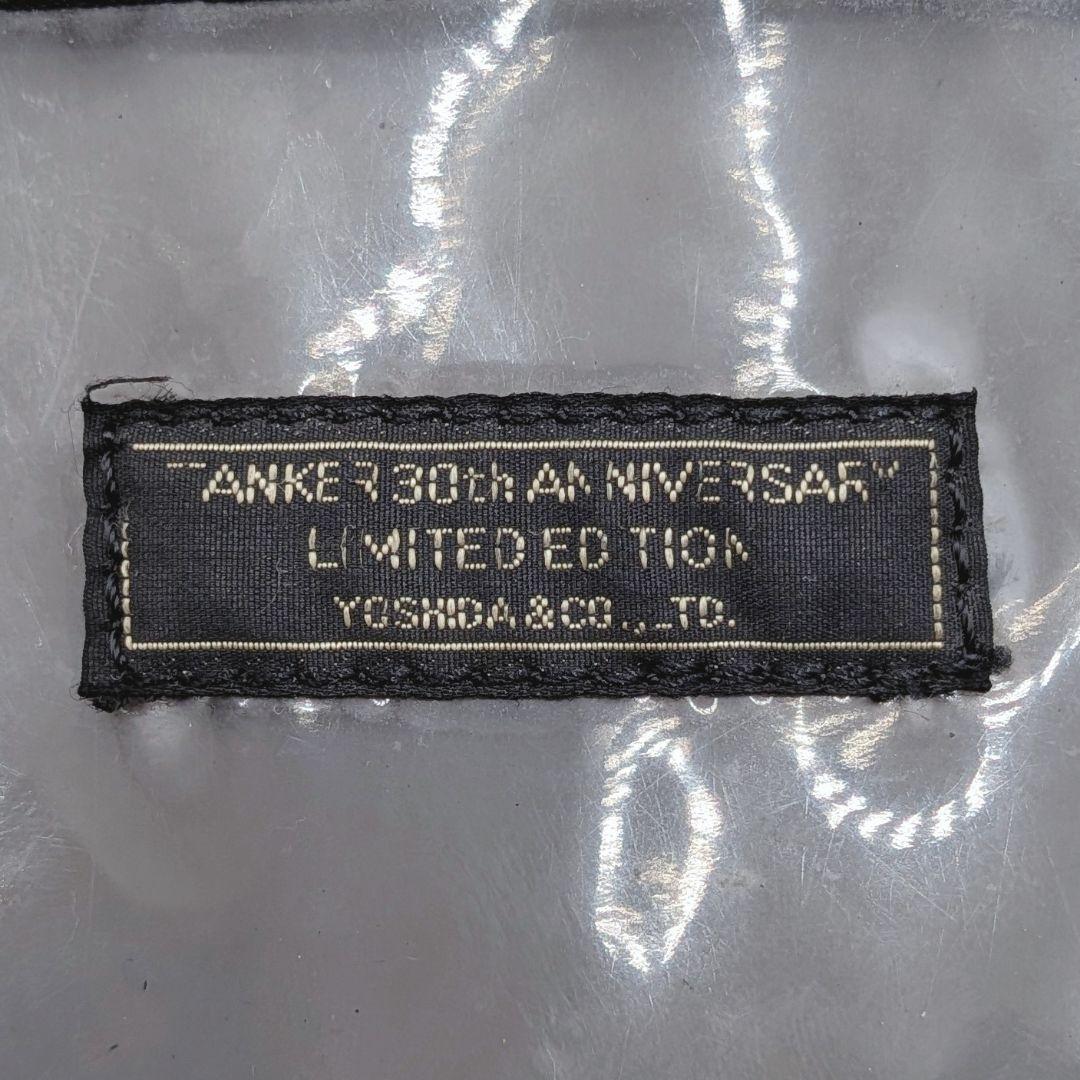 TANKER 30th ANNIVERSARY
LIMITED EDITION
YOSHIDA & CO., LTD.